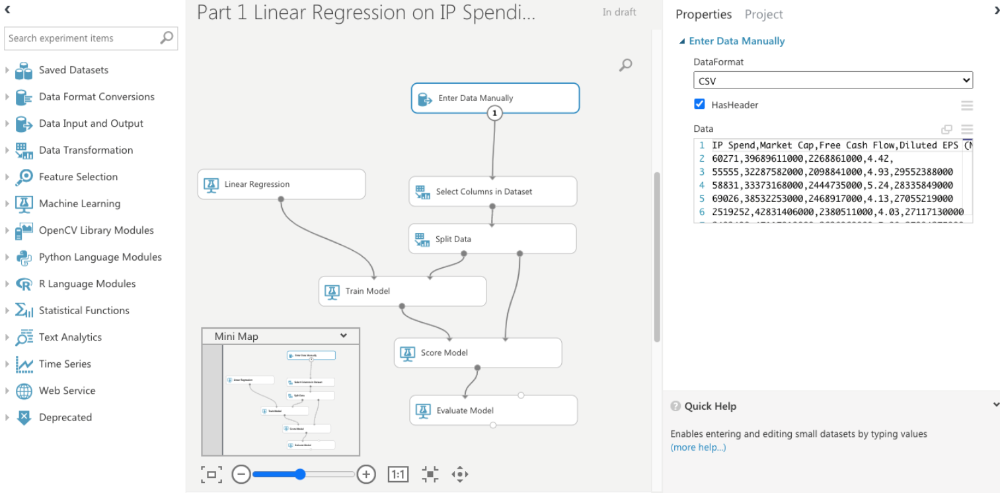 Part 1 Linear Regression on IP Spendi...
In draft
Search experiment items
Saved Datasets
Data Format Conversions
Data Input and Output
Data Transformation
Feature Selection
Machine Learning
OpenCV Library Modules
Python Language Modules
R Language Modules
Statistical Functions
Text Analytics
Time Series
Web Service
Deprecated
Enter Data Manually
1
Linear Regression
Select Columns in Dataset
Split Data
Train Model
Score Model
Evaluate Model
Mini Map
Enter Data Manually
Linear Regression
Select Columns in Dataset
Split Data
Train Model
Score Model
Evaluate Model
1:1
Properties Project
Enter Data Manually
DataFormat
CSV
HasHeader
Data
1 IP Spend,Market Cap,Free Cash Flow,Diluted EPS
2 60271,39689611000,2268861000,4.42,
3 55555,32287582000,2098841000,4.93,29552388000
4 58831,33373168000,2444735000,5.24,28335849000
5 69026,38532253000,2468917000,4.13,27055219000
6 2519252,42831406000,2380511000,4.03,27117130000
Quick Help
Enables entering and editing small datasets by typing values
(more help...)